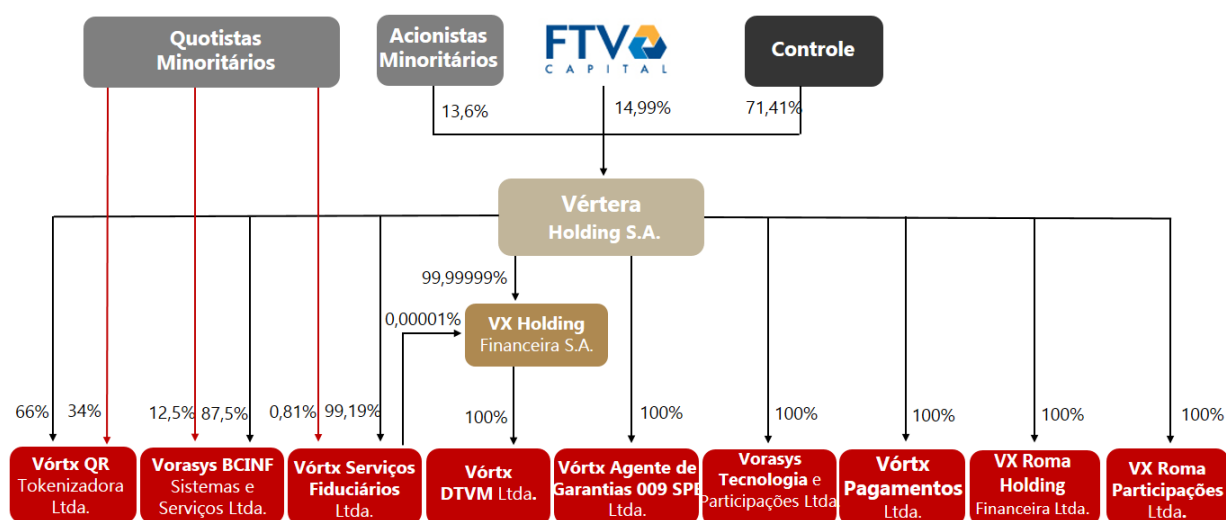 Quotistas
Minoritários
Acionistas
Minoritários
FTV
CAPITAL
Controle
13,6%
14,99%
71,41%
Vértera
Holding S.A.
99,99999%
0,00001%
VX Holding
Financeira S.A.
66%
34%
12,5%
87,5%
0,81%
99,19%
100%
100%
100%
100%
100%
100%
Vórtx QR
Tokenizadora
Ltda.
Vorasys BCINF
Sistemas e
Serviços Ltda.
Vórtx Serviços
Fiduciários
Ltda.
Vórtx
DTVM Ltda.
Vórtx Agente de
Garantias 009 SPE
Ltda.
Vorasys
Tecnologia e
Participações Ltda
Vórtx
Pagamentos
Ltda.
VX Roma
Holding
Financeira Ltda.
VX Roma
Participações
Ltda.